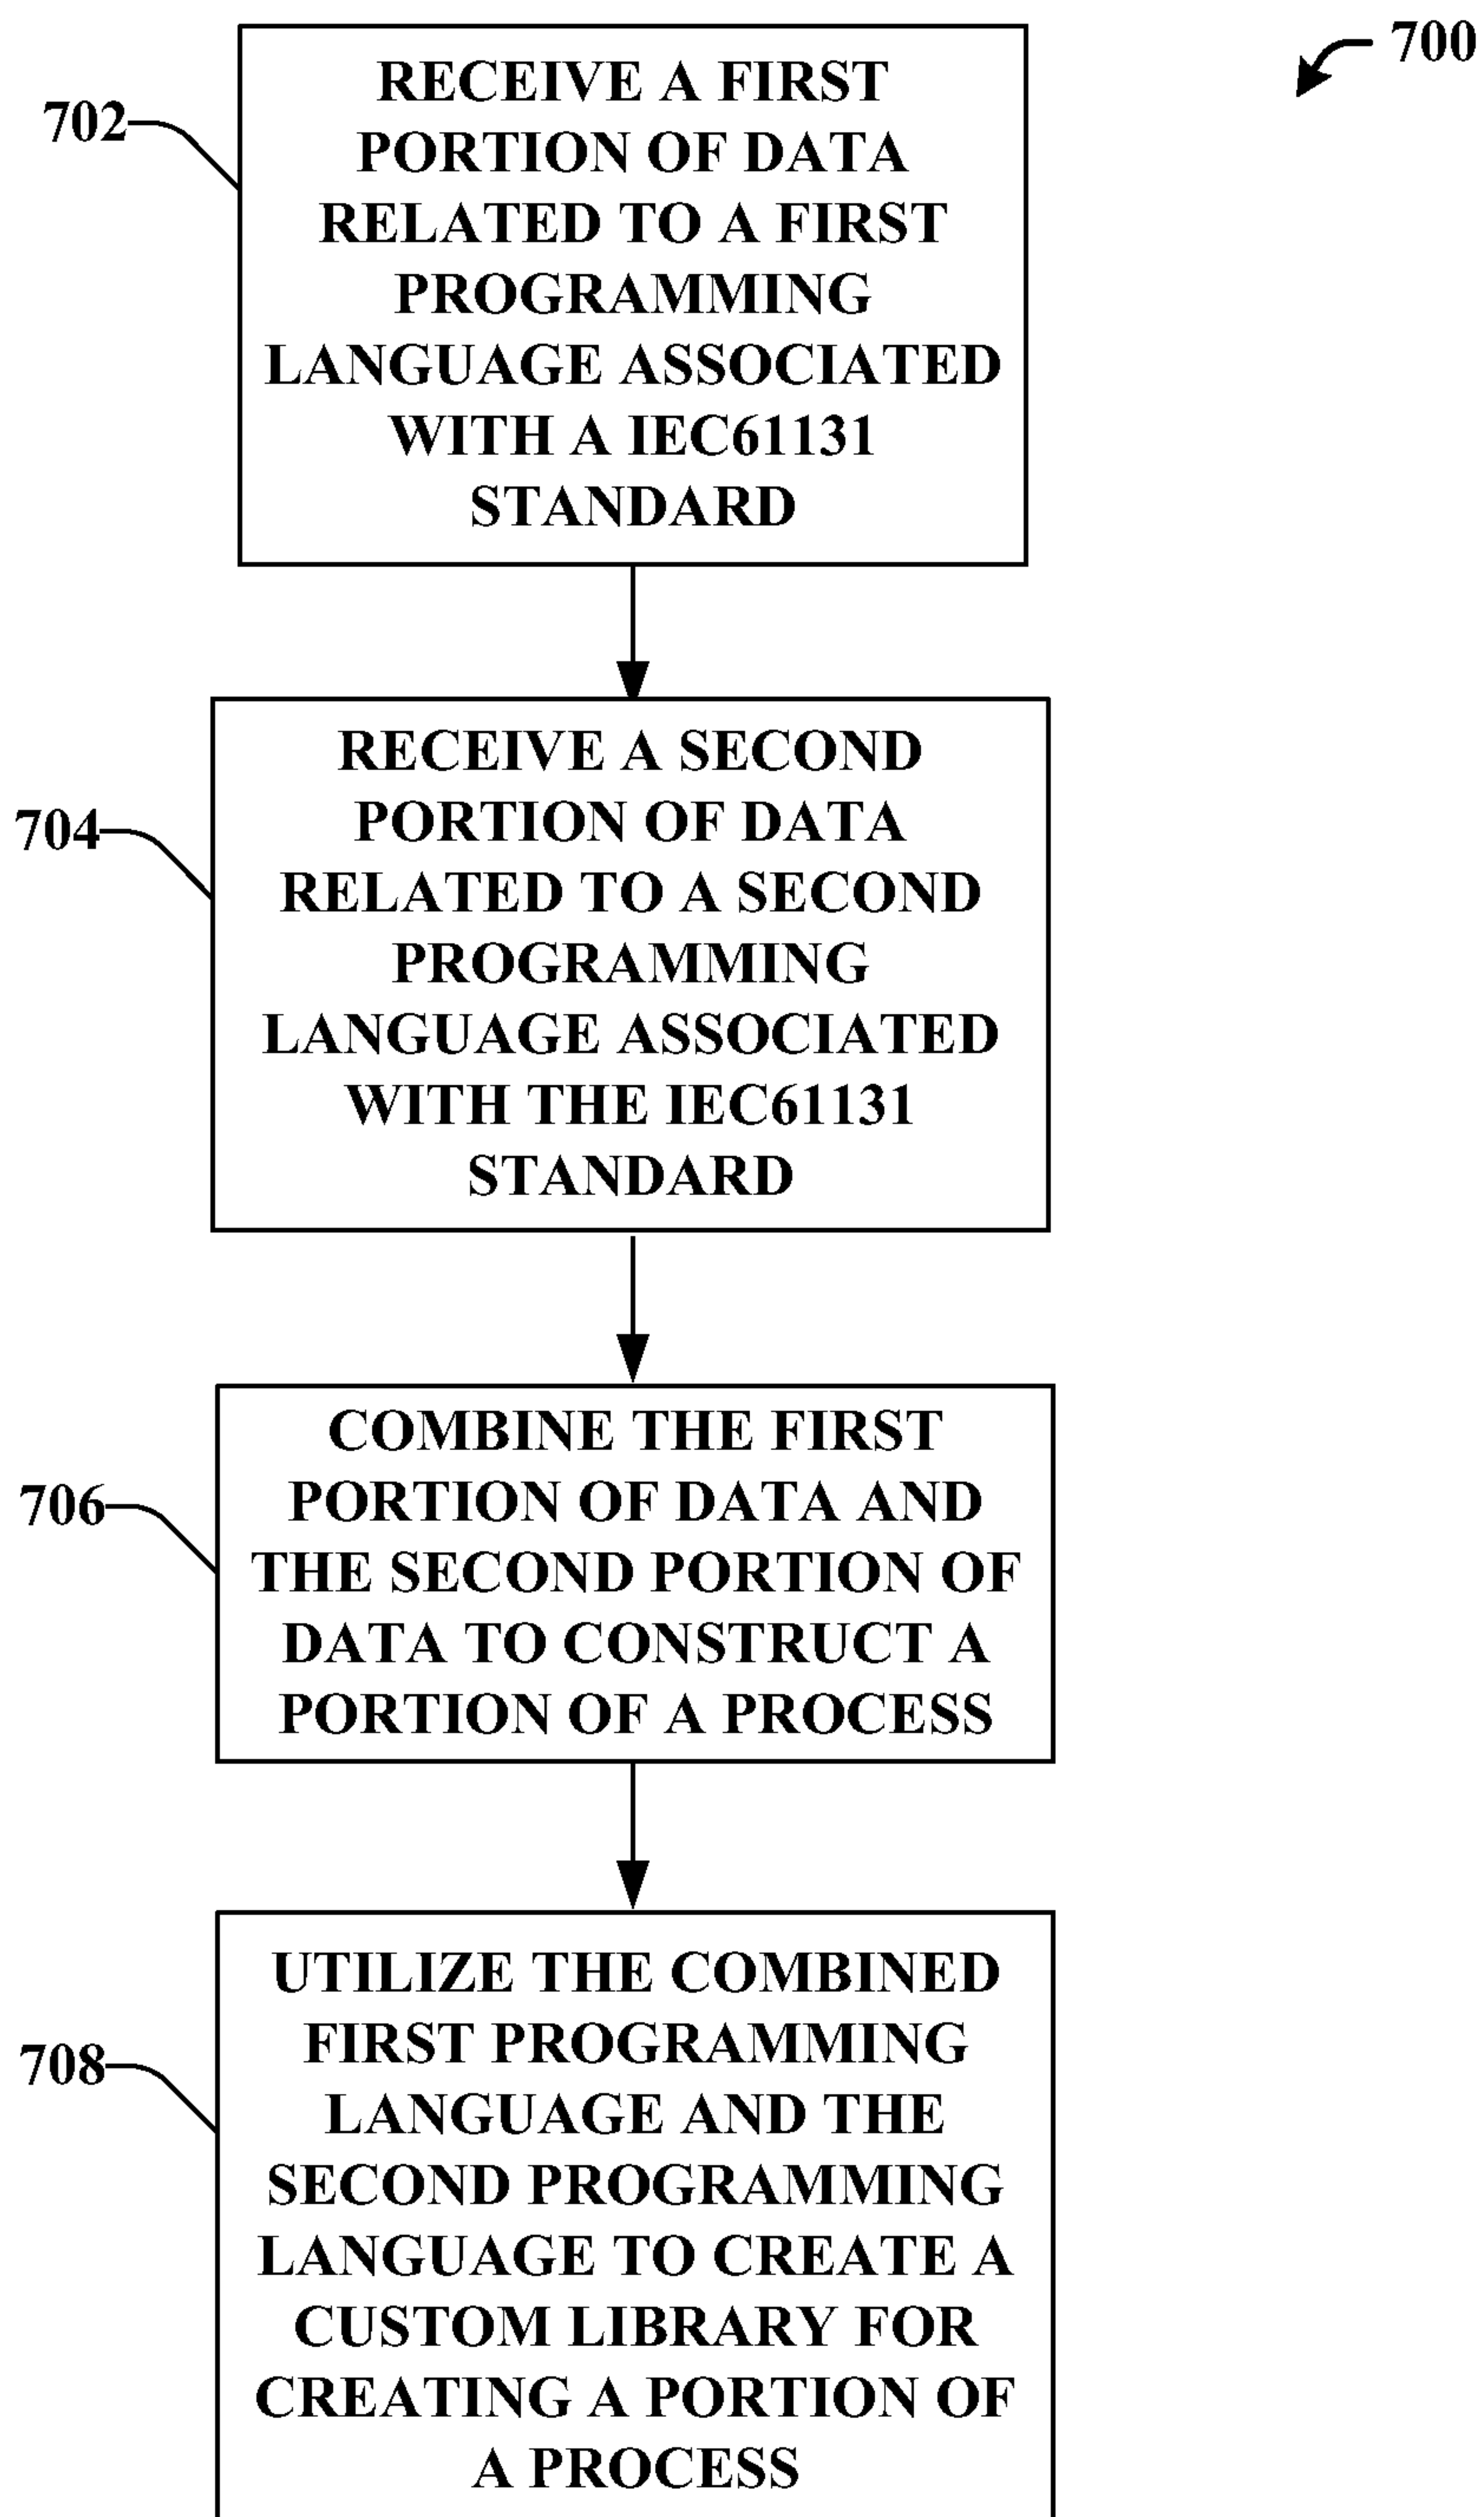 700
702
RECEIVE A FIRST
PORTION OF DATA
RELATED TO A FIRST
PROGRAMMING
LANGUAGE ASSOCIATED
WITH A IEC61131
STANDARD
704
RECEIVE A SECOND
PORTION OF DATA
RELATED TO A SECOND
PROGRAMMING
LANGUAGE ASSOCIATED
WITH THE IEC61131
STANDARD
706
COMBINE THE FIRST
PORTION OF DATA AND
THE SECOND PORTION OF
DATA TO CONSTRUCT A
PORTION OF A PROCESS
708
UTILIZE THE COMBINED
FIRST PROGRAMMING
LANGUAGE AND THE
SECOND PROGRAMMING
LANGUAGE TO CREATE A
CUSTOM LIBRARY FOR
CREATING A PORTION OF
A PROCESS